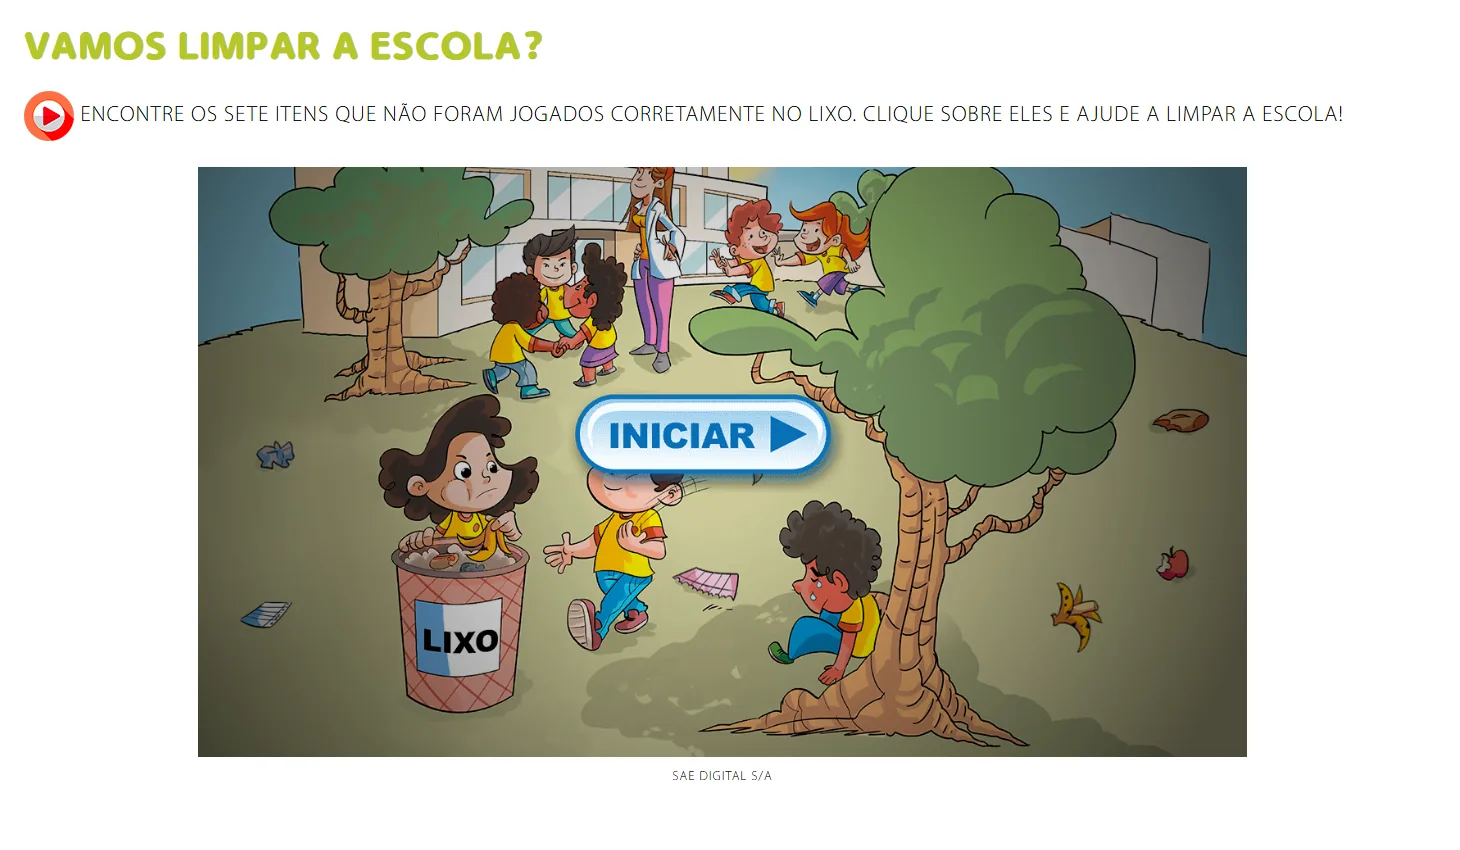 VAMOS LIMPAR A ESCOLA?
ENCONTRE OS SETE ITENS QUE NÃO FORAM JOGADOS CORRETAMENTE NO LIXO. CLIQUE SOBRE ELES E AJUDE A LIMPAR A ESCOLA!
INICIAR
LIXO
SAE DIGITAL S/A